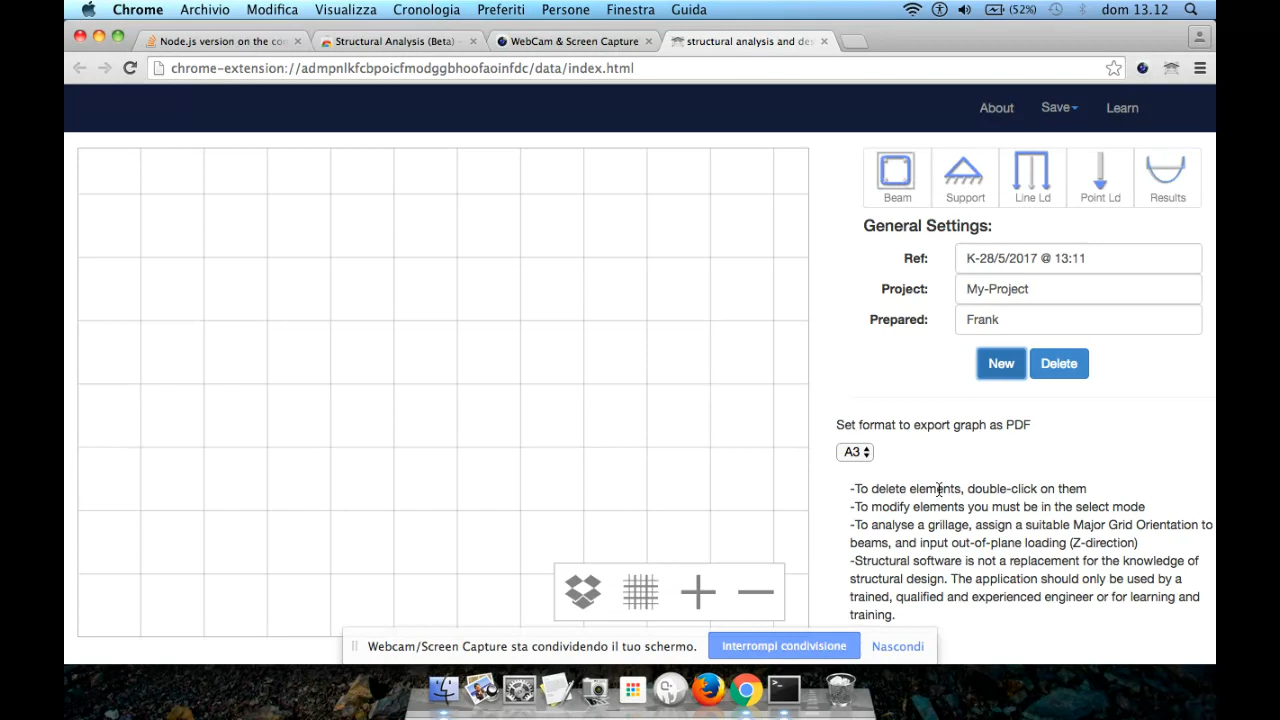 Chrome Archivio Modifica Visualizza Cronologia Preferiti Persone Finestra Guida (52%) dom 13.12
Node.js version on the con Structural Analysis (Beta) - WebCam & Screen Capture structural analysis and des
chrome-extension://admpnlkfcbpoicfmodggbhoofaoinfdc/data/index.html
About Save Learn
Beam Support Line Ld Point Ld Results
General Settings:
Ref: K-28/5/2017 @ 13:11
Project: My-Project
Prepared: Frank
New Delete
Set format to export graph as PDF
A3
-To delete elements, double-click on them
-To modify elements you must be in the select mode
-To analyse a grillage, assign a suitable Major Grid Orientation to
beams, and input out-of-plane loading (Z-direction)
-Structural software is not a replacement for the knowledge of
structural design. The application should only be used by a
trained, qualified and experienced engineer or for learning and
training.
Webcam/Screen Capture sta condividendo il tuo schermo. Interrompi condivisione Nascondi